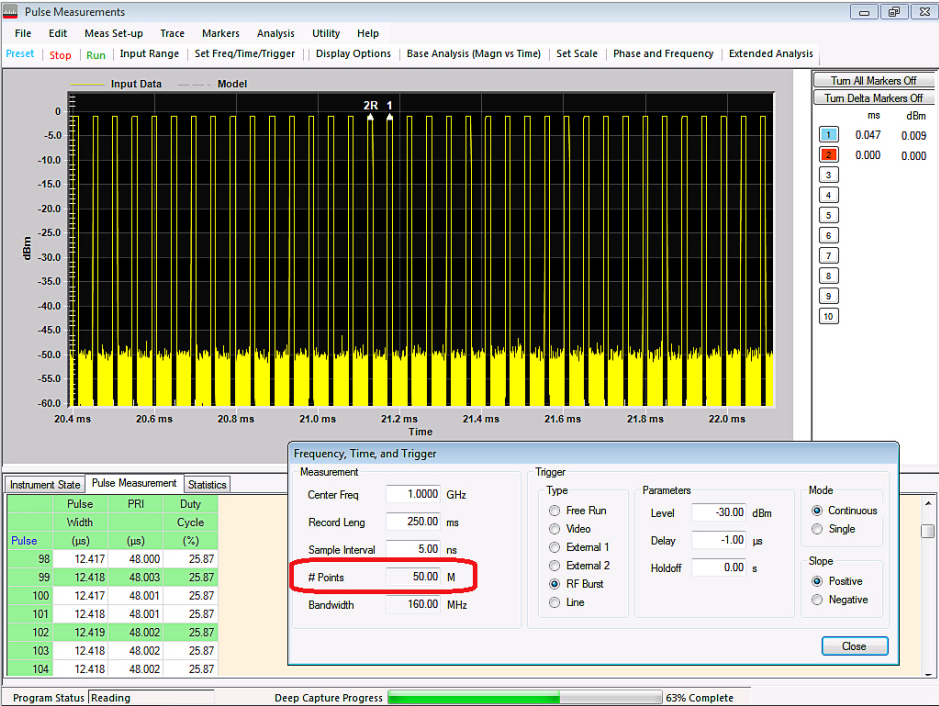 Pulse Measurements
File Edit Meas Set-up Trace Markers Analysis Utility Help
Preset Stop Run Input Range Set Freq/Time/Trigger Display Options Base Analysis (Magn vs Time) Set Scale Phase and Frequency Extended Analysis
Input Data Model
Turn All Markers Off
Turn Delta Markers Off
ms dBm
1 0.047 0.009
2 0.000 0.000
3
4
5
6
7
8
9
10
2R 1
0
-5.0
-10.0
-15.0
-20.0
-25.0
-30.0
-35.0
-40.0
-45.0
-50.0
-55.0
-60.0
dBm
20.4 ms 20.6 ms 20.8 ms 21.0 ms 21.2 ms 21.4 ms 21.6 ms 21.8 ms 22.0 ms
Time
Frequency, Time, and Trigger
Measurement
Center Freq 1.0000 GHz
Record Leng 250.00 ms
Sample Interval 5.00 ns
# Points 50.00 M
Bandwidth 160.00 MHz
Trigger
Type
Free Run
Video
External 1
External 2
RF Burst
Line
Parameters
Level -30.00 dBm
Delay -1.00 µs
Holdoff 0.00 s
Mode
Continuous
Single
Slope
Positive
Negative
Close
Instrument State Pulse Measurement Statistics
Pulse PRI Duty
Width Cycle
Pulse (µs) (µs) (%)
98 12.417 48.000 25.87
99 12.418 48.003 25.87
100 12.417 48.001 25.87
101 12.418 48.001 25.87
102 12.419 48.002 25.87
103 12.418 48.002 25.87
104 12.418 48.002 25.87
Program Status Reading Deep Capture Progress 63% Complete